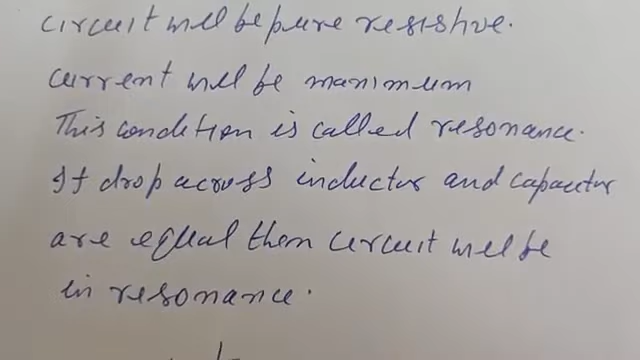 circuit will be pure resistive.
current will be maximum
This condition is called resonance.
If drop across inductor and capacitor
are equal then circuit will be
in resonance.